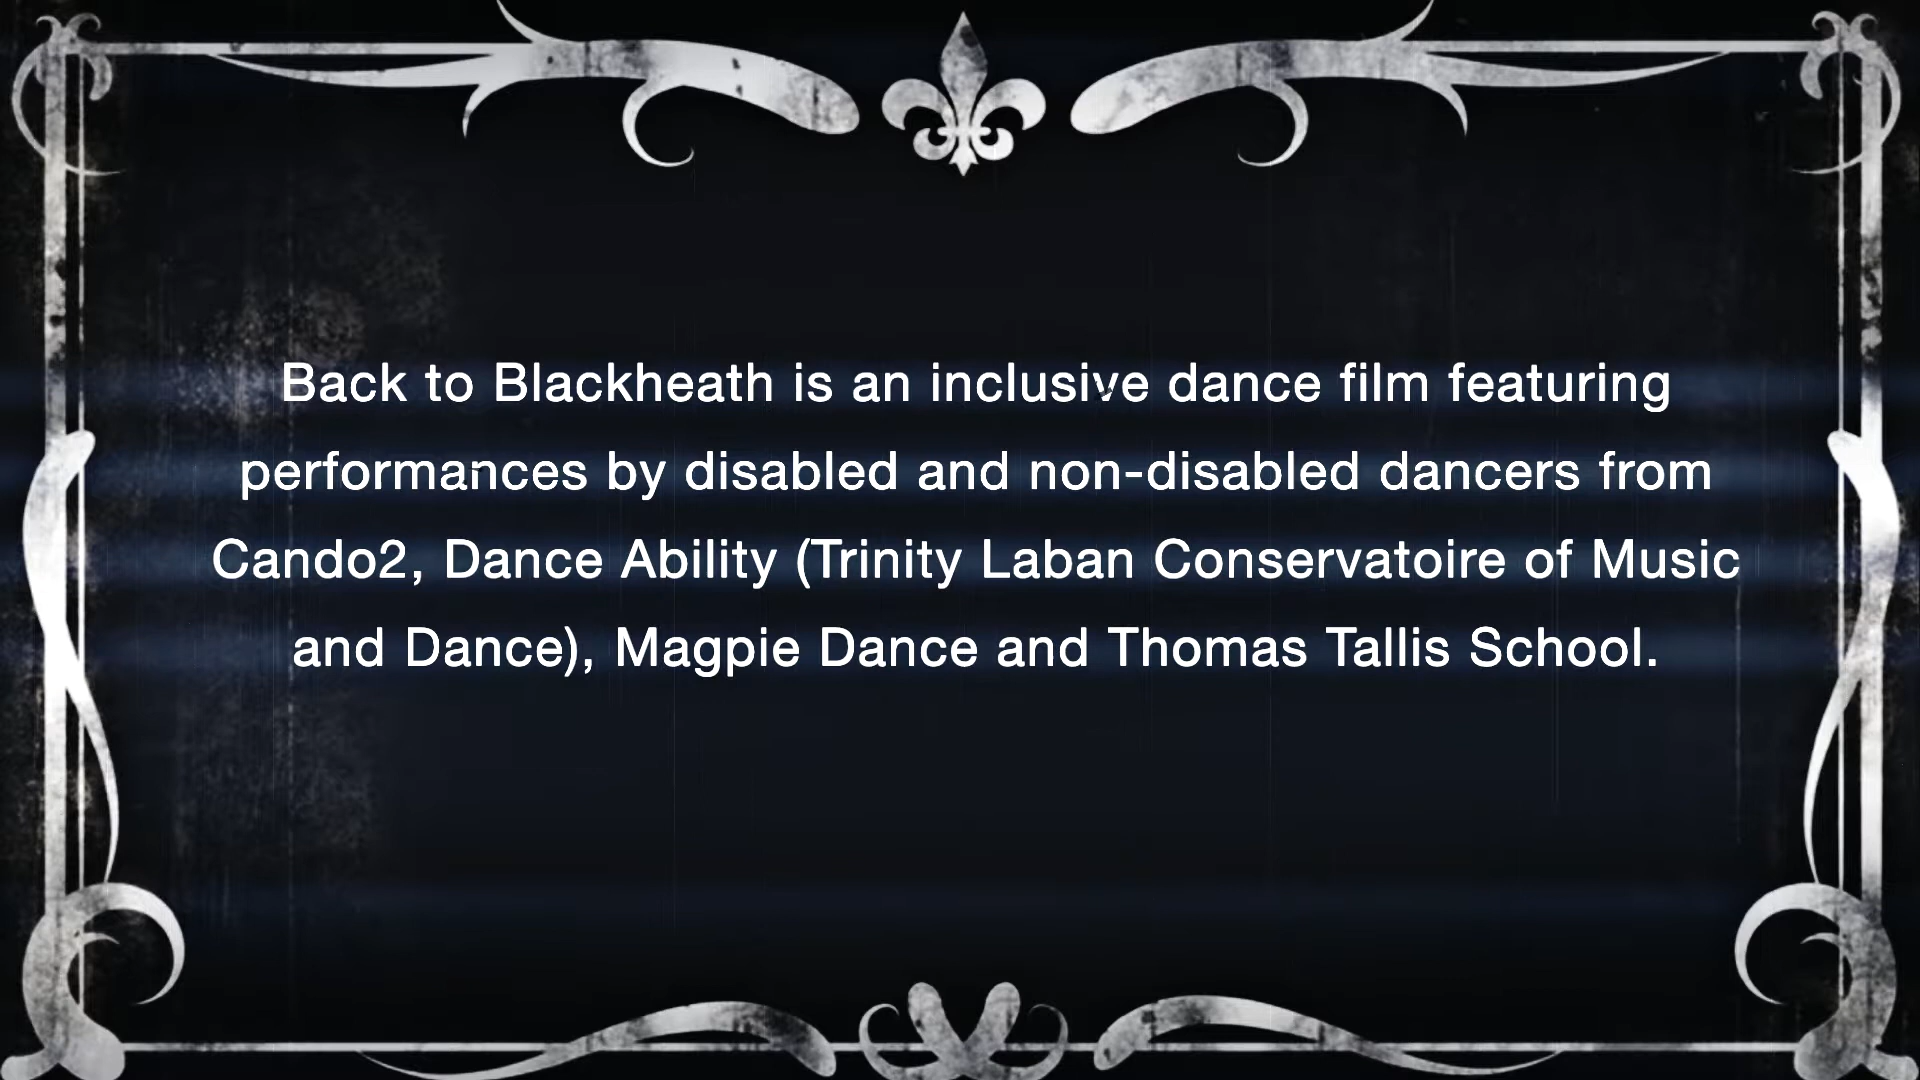 Back to Blackheath is an inclusive dance film featuring
performances by disabled and non-disabled dancers from
Cando2, Dance Ability (Trinity Laban Conservatoire of Music
and Dance), Magpie Dance and Thomas Tallis School.